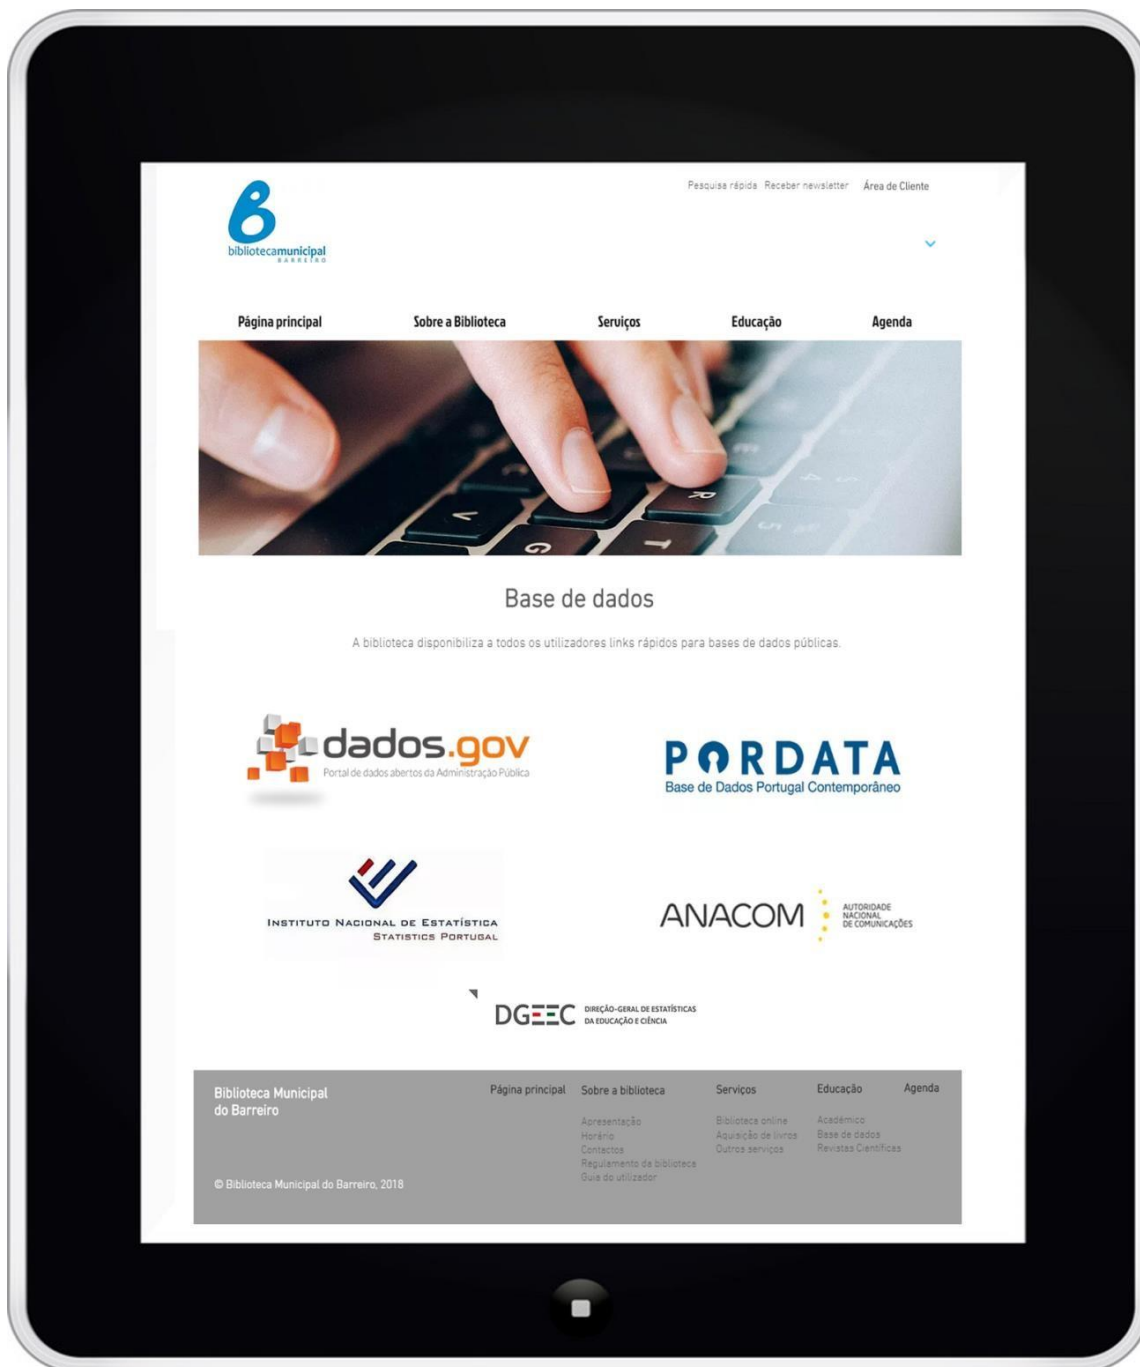 Pesquisa rápida Receber newsletter Área de Cliente
B
bibliotecamunicipal
BARREIRO
Página principal Sobre a Biblioteca Serviços Educação Agenda
R
V
G
T
C
4
5
Base de dados
A biblioteca disponibiliza a todos os utilizadores links rápidos para bases de dados públicas.
dados.gov
Portal de dados abertos da Administração Pública
PORDATA
Base de Dados Portugal Contemporâneo
INSTITUTO NACIONAL DE ESTATÍSTICA
STATISTICS PORTUGAL
ANACOM
AUTORIDADE
NACIONAL
DE COMUNICAÇÕES
DGEEC
DIREÇÃO-GERAL DE ESTATÍSTICAS
DA EDUCAÇÃO E CIÊNCIA
Biblioteca Municipal
do Barreiro
© Biblioteca Municipal do Barreiro, 2018
Página principal
Sobre a biblioteca
Apresentação
Horário
Contactos
Regulamento da biblioteca
Guia do utilizador
Serviços
Biblioteca online
Aquisição de livros
Outros serviços
Educação
Académico
Base de dados
Revistas Científicas
Agenda